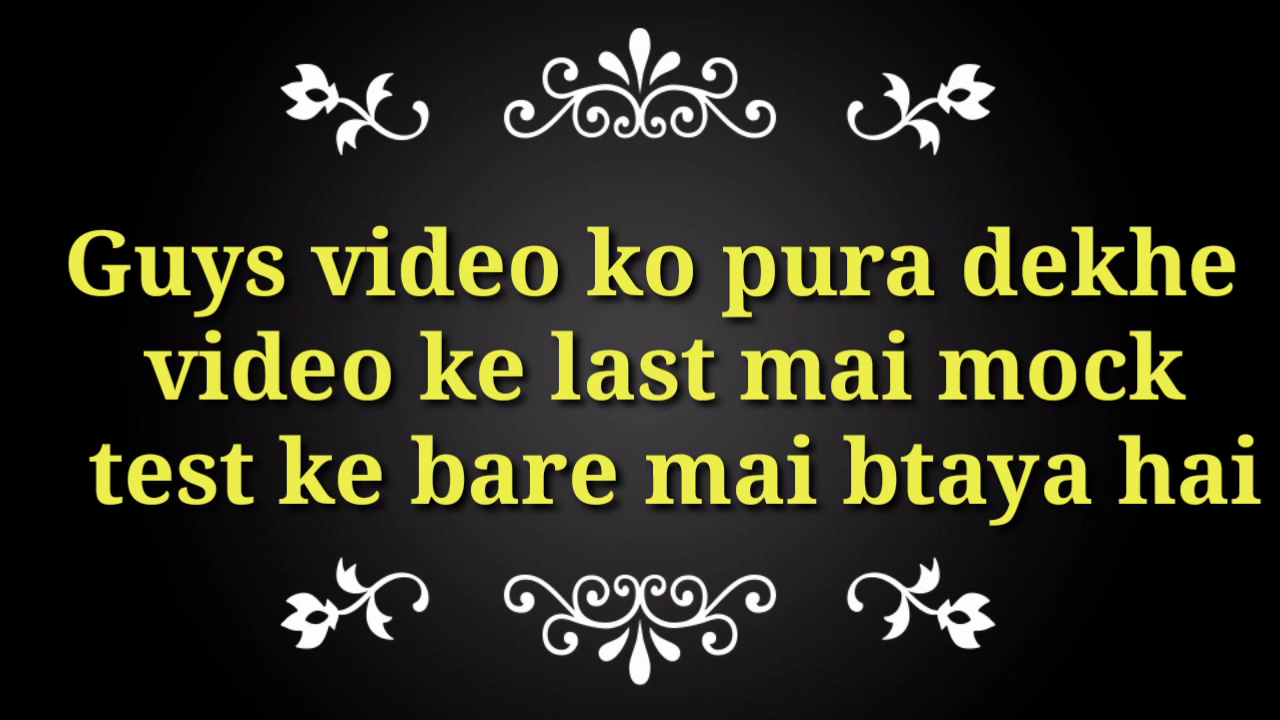 Guys video ko pura dekhe
video ke last mai mock
test ke bare mai btaya hai